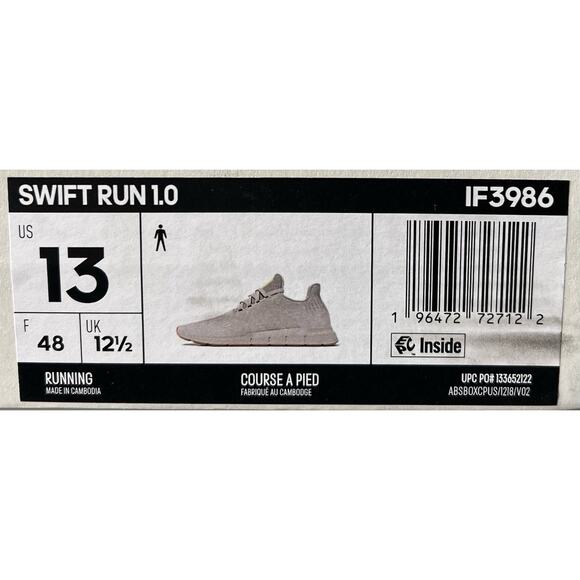 SWIFT RUN 1.0
IF3986
US
13
F
48
UK
12½
1 96472 72712 2
Inside
RUNNING
MADE IN CAMBODIA
COURSE A PIED
FABRIQUÉ AU CAMBODGE
UPC PO# 133652122
ABSBOXCPUS/1218/V02